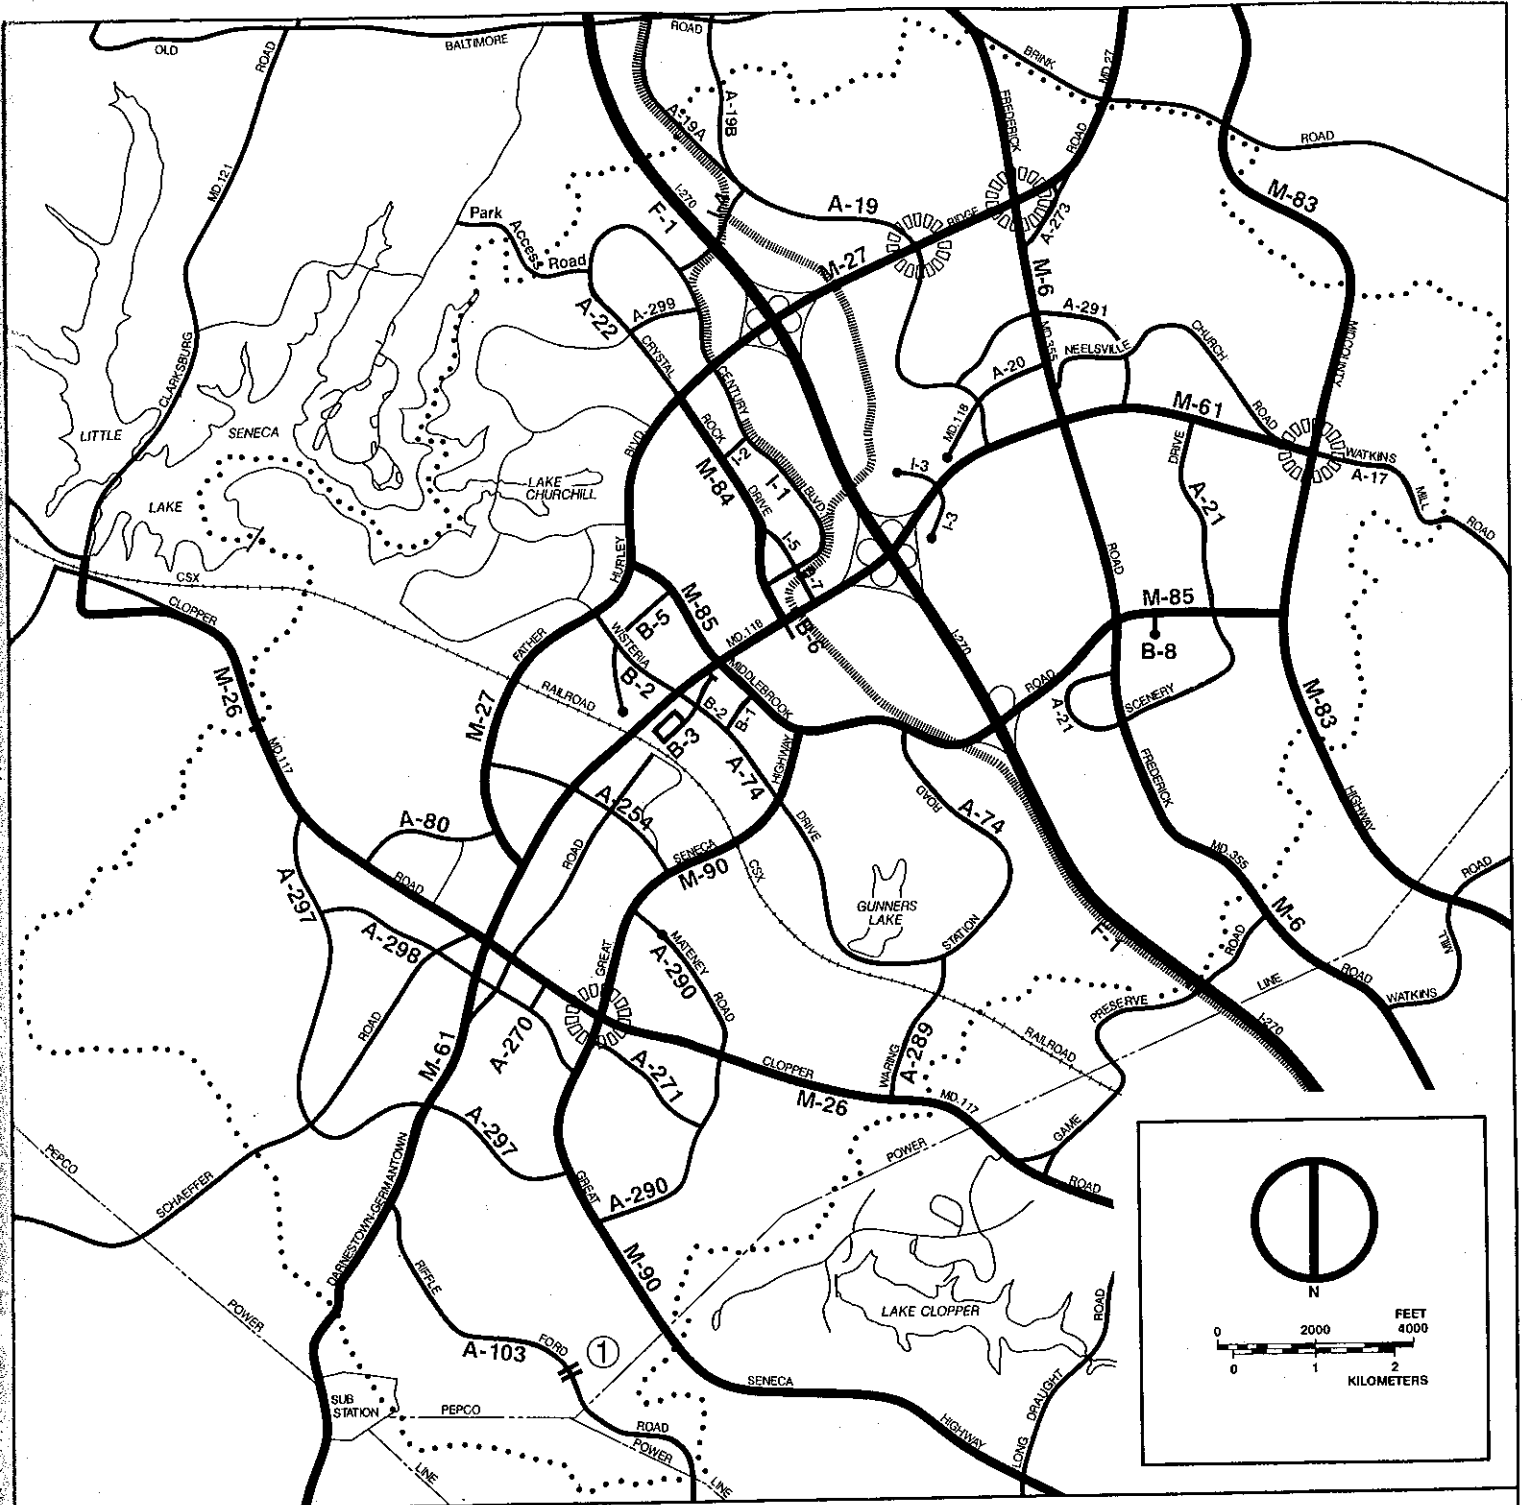 OLD
ROAD
BALTIMORE
ROAD
BRINK
MD.27
ROAD
A-19A
A-19B
FREDERICK
ROAD
MD.121
I-270
F-1
I-4
A-19
RIDGE
M-27
A-273
M-83
Park
Access
Road
A-22
A-299
M-6
A-291
MD.355
NEELSVILLE
CHURCH
ROAD
MIDCOUNTY
CRYSTAL
ROCK
DRIVE
CENTURY
BLVD.
A-20
MD.118
M-61
WATKINS
A-17
MILL
ROAD
CLARKSBURG
LITTLE
SENECA
LAKE
LAKE
CHURCHILL
BLVD.
I-2
M-84
I-1
I-3
I-3
DRIVE
A-21
CSX
CLOPPER
HURLEY
I-5
I-7
B-6
M-85
B-5
MD.118
WISTERIA
FATHER
M-27
RAILROAD
B-2
B-2
B-1
B-3
MIDDLEBROOK
HIGHWAY
I-270
ROAD
ROAD
M-85
B-8
A-21
SCENERY
M-83
M-26
MD.117
A-74
DRIVE
A-254
ROAD
A-80
ROAD
SENECA
M-90
CSX
ROAD
A-74
FREDERICK
MD.355
HIGHWAY
GUNNERS
LAKE
STATION
F-1
M-6
ROAD
ROAD
MILL
WATKINS
ROAD
A-297
A-298
GREAT
MATENEY
A-290
ROAD
LINE
PRESERVE
I-270
ROAD
M-61
A-270
A-271
CLOPPER
M-26
WARING
A-289
RAILROAD
MD.117
GAME
ROAD
POWER
PEPCO
SCHAEFFER
A-297
GREAT
A-290
DARNESTOWN-GERMANTOWN
RIFFLE
M-90
LAKE CLOPPER
ROAD
POWER
A-103
FORD
1
SENECA
HIGHWAY
DRAUGHT
LONG
SUB
STATION
PEPCO
ROAD
POWER
LINE
LINE
N
FEET
0 2000 4000
0 1 2
KILOMETERS